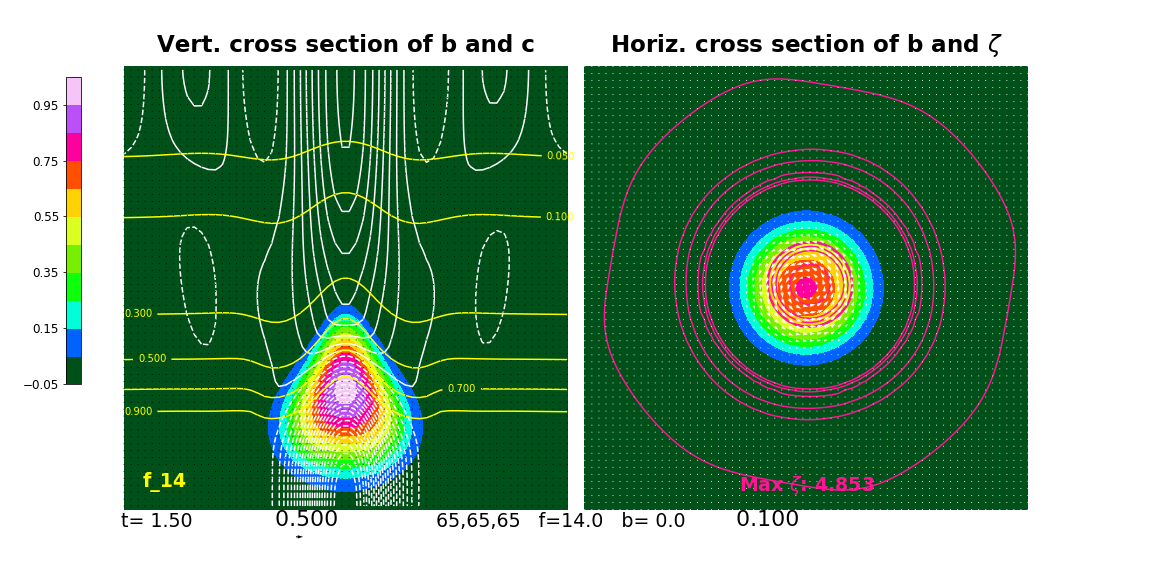 Vert. cross section of b and c
Horiz. cross section of b and ζ
0.95
0.75
0.55
0.35
0.15
−0.05
0.050
0.100
0.300
0.500
0.700
0.900
f_14
Max ζ: 4.853
t= 1.50 0.500 65,65,65 f=14.0 b= 0.0 0.100